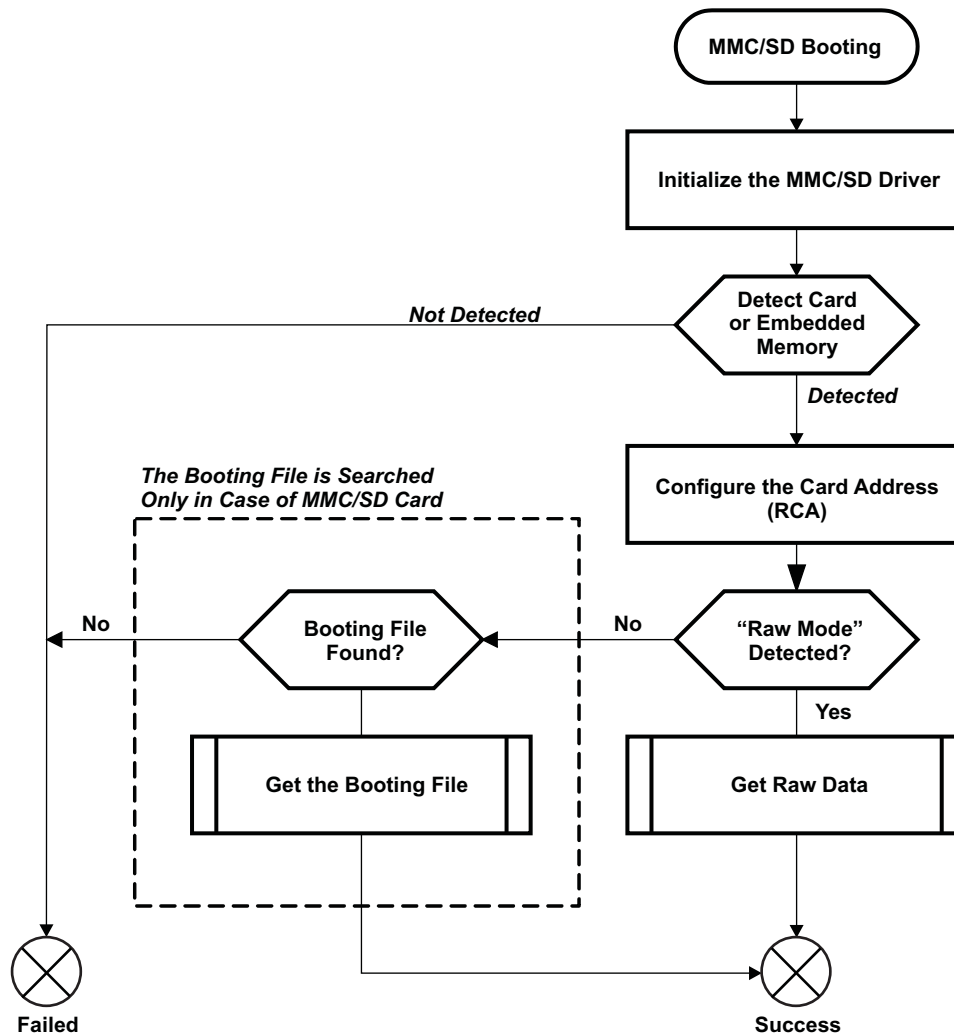 MMC/SD Booting
Initialize the MMC/SD Driver
Detect Card
or Embedded
Memory
Not Detected
Detected
Configure the Card Address
(RCA)
The Booting File is Searched
Only in Case of MMC/SD Card
“Raw Mode”
Detected?
No
Booting File
Found?
No
Yes
Get the Booting File
Get Raw Data
Failed
Success